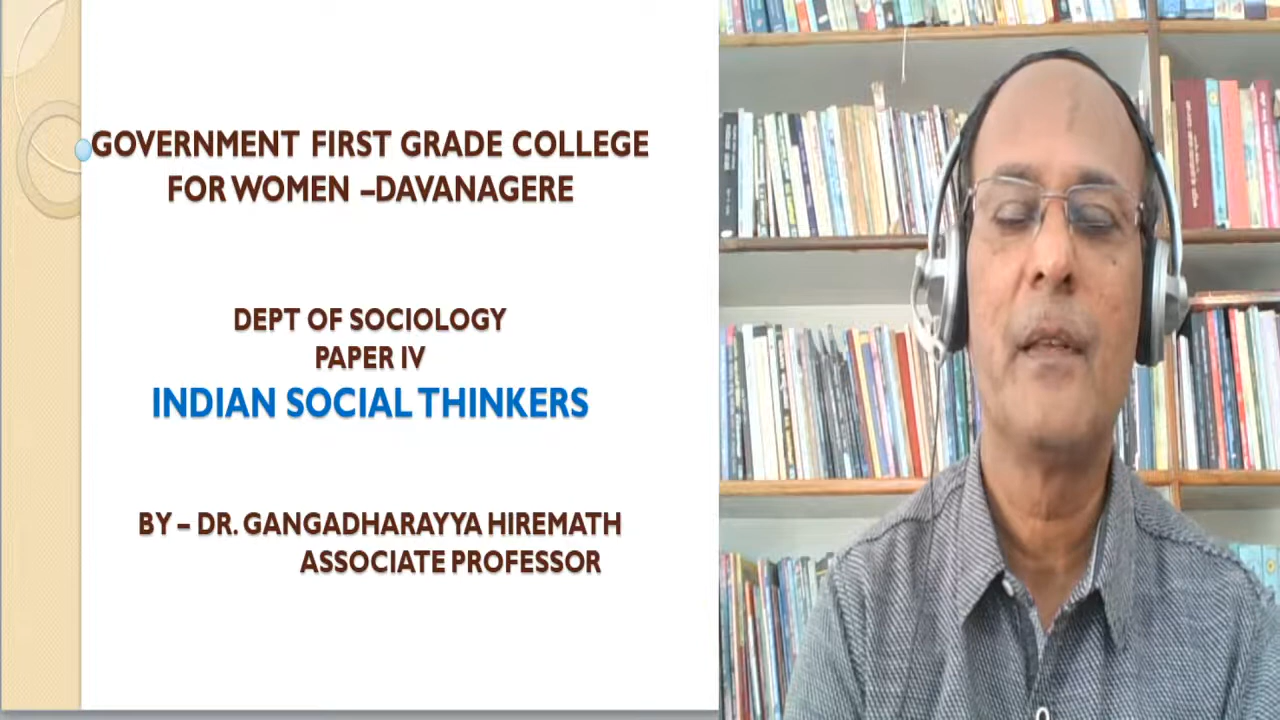 GOVERNMENT FIRST GRADE COLLEGE
FOR WOMEN –DAVANAGERE
DEPT OF SOCIOLOGY
PAPER IV
INDIAN SOCIAL THINKERS
BY – DR. GANGADHARAYYA HIREMATH
ASSOCIATE PROFESSOR